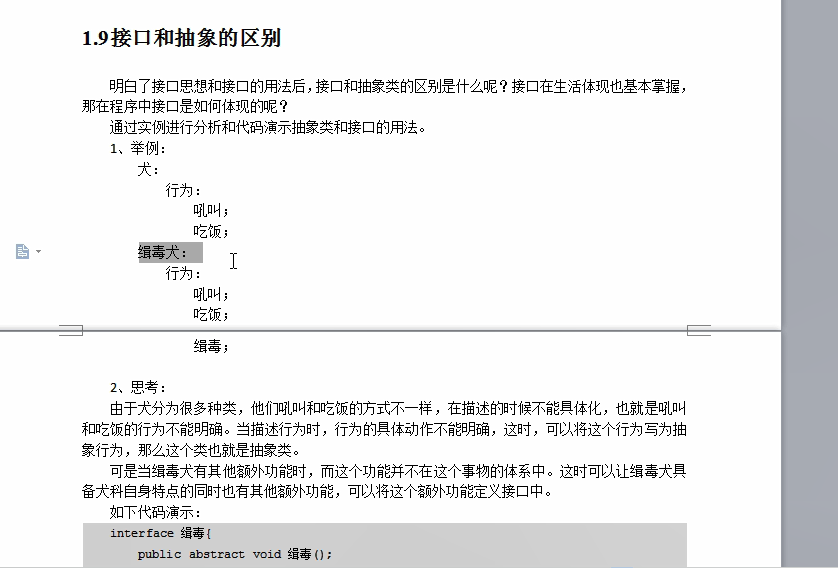 1.9接口和抽象的区别
明白了接口思想和接口的用法后，接口和抽象类的区别是什么呢？接口在生活体现也基本掌握，
那在程序中接口是如何体现的呢？
通过实例进行分析和代码演示抽象类和接口的用法。
1、举例：
犬：
行为：
吼叫；
吃饭；
缉毒犬：
行为：
吼叫；
吃饭；
缉毒；
2、思考：
由于犬分为很多种类，他们吼叫和吃饭的方式不一样，在描述的时候不能具体化，也就是吼叫
和吃饭的行为不能明确。当描述行为时，行为的具体动作不能明确，这时，可以将这个行为写为抽
象行为，那么这个类也就是抽象类。
可是当缉毒犬有其他额外功能时，而这个功能并不在这个事物的体系中。这时可以让缉毒犬具
备犬科自身特点的同时也有其他额外功能，可以将这个额外功能定义接口中。
如下代码演示：
interface 缉毒{
public abstract void 缉毒();